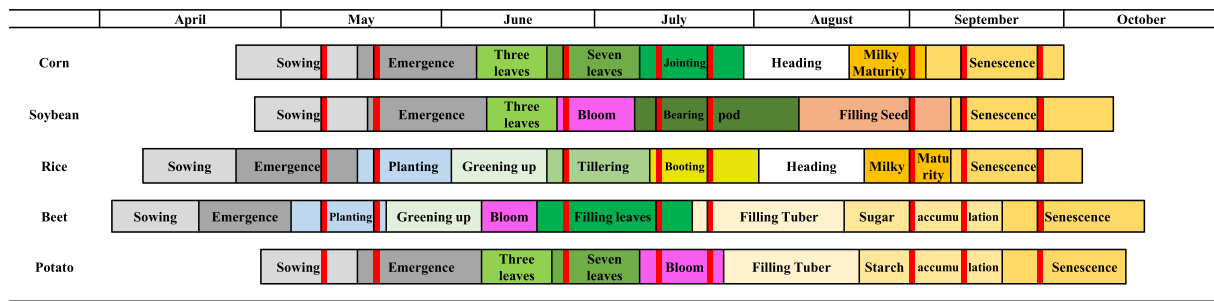 April May June July August September October
Corn Sowing Emergence Three leaves Seven leaves Jointing Heading Milky Maturity Senescence
Soybean Sowing Emergence Three leaves Bloom Bearing pod Filling Seed Senescence
Rice Sowing Emergence Planting Greening up Tillering Booting Heading Milky Matu rity Senescence
Beet Sowing Emergence Planting Greening up Bloom Filling leaves Filling Tuber Sugar accumu lation Senescence
Potato Sowing Emergence Three leaves Seven leaves Bloom Filling Tuber Starch accumu lation Senescence